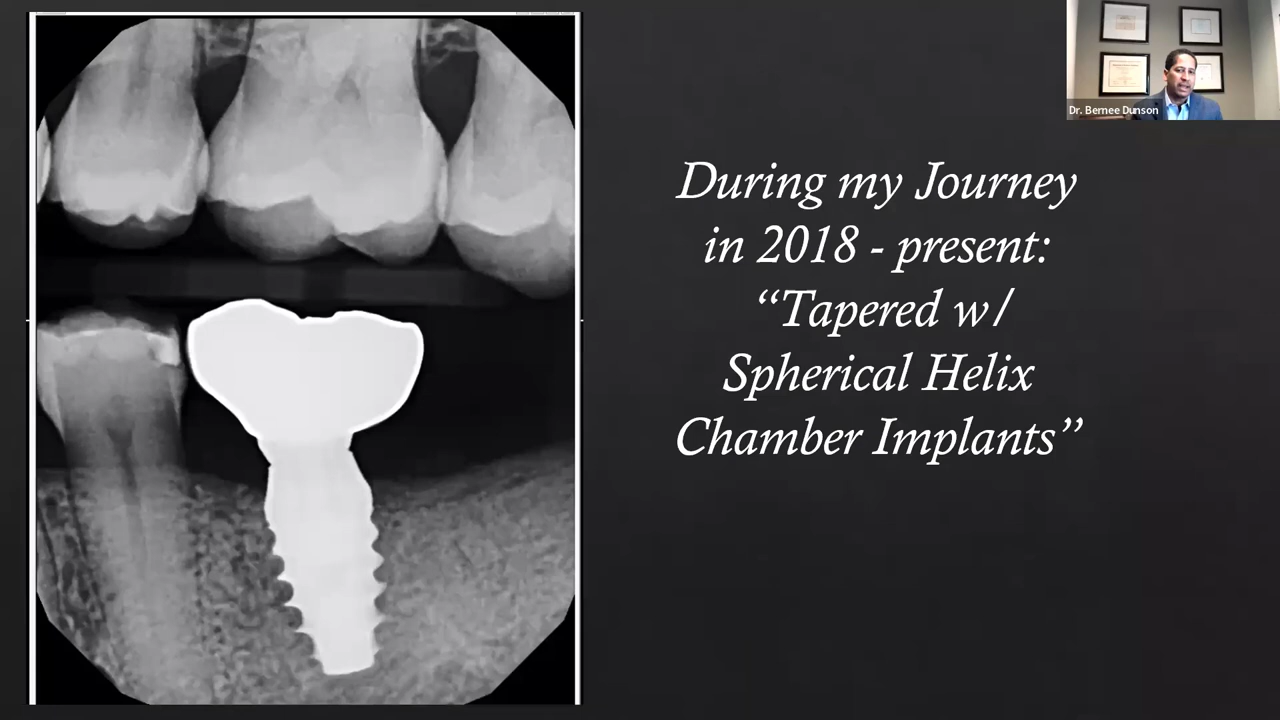 Dr. Bernee Dunson
During my Journey
in 2018 - present:
“Tapered w/
Spherical Helix
Chamber Implants”